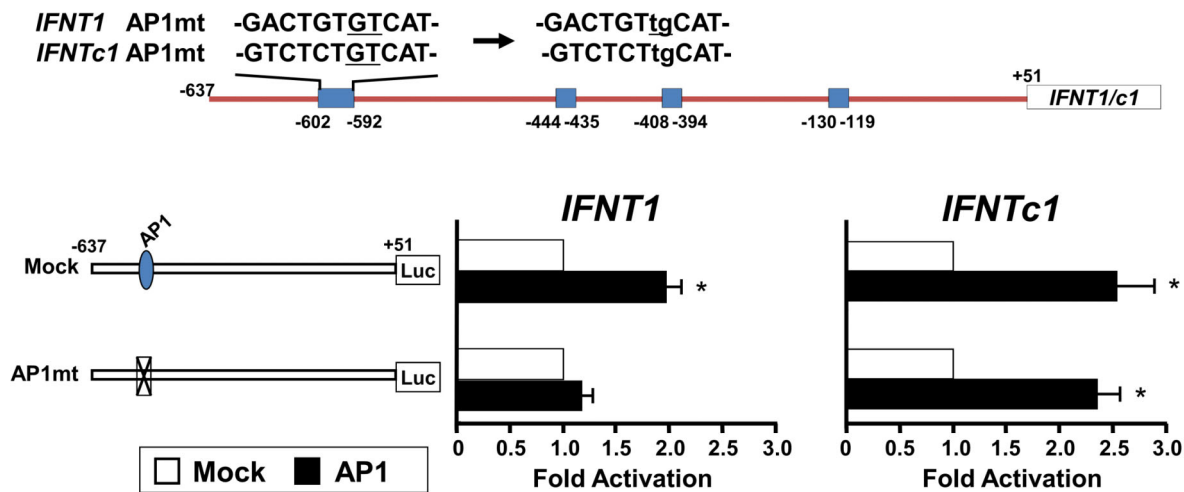 IFNT1 AP1mt -GACTGTGTCAT- -GACTGTtgCAT-
IFNTc1 AP1mt -GTCTCTGTCAT- -GTCTCTtgCAT-
-637 +51
IFNT1/c1
-602 -592 -444 -435 -408 -394 -130 -119
IFNT1 IFNTc1
AP1
-637 +51
Mock Luc *
*
AP1mt Luc *
0 0.5 1.0 1.5 2.0 3.0 0 0.5 1.0 1.5 2.0 2.5 3.0
Fold Activation Fold Activation
Mock AP1